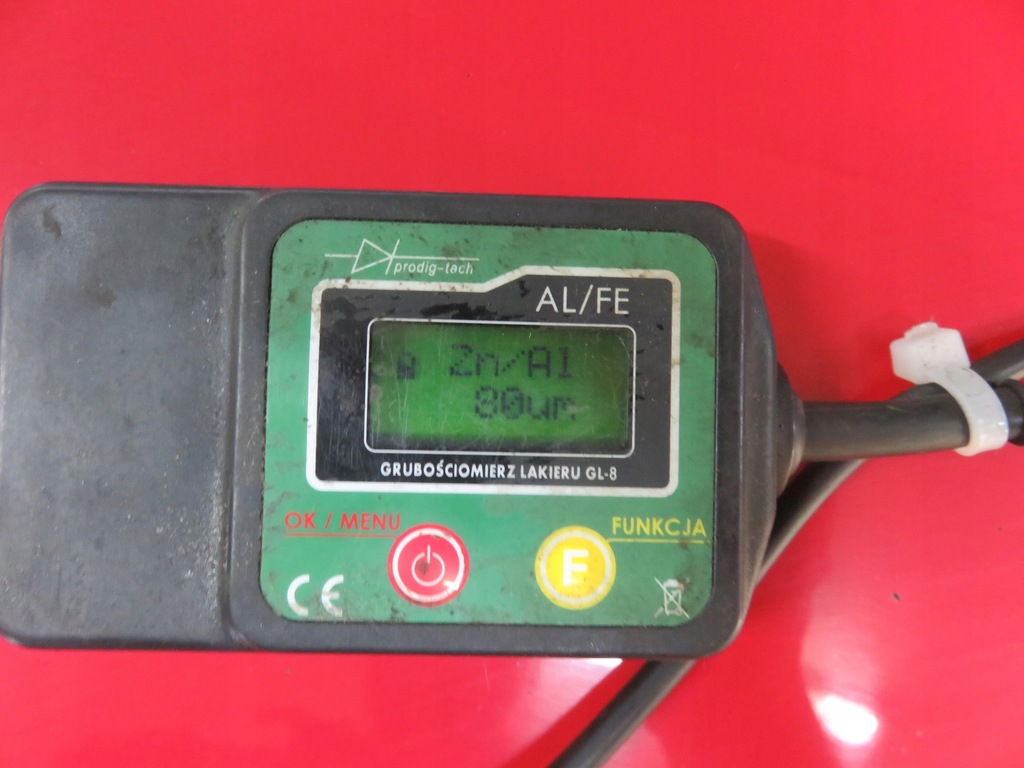 prodig-tech
AL/FE
Zn/Al
80um
GRUBOŚCIOMIERZ LAKIERU GL-8
OK / MENU
FUNKCJA
F
CE